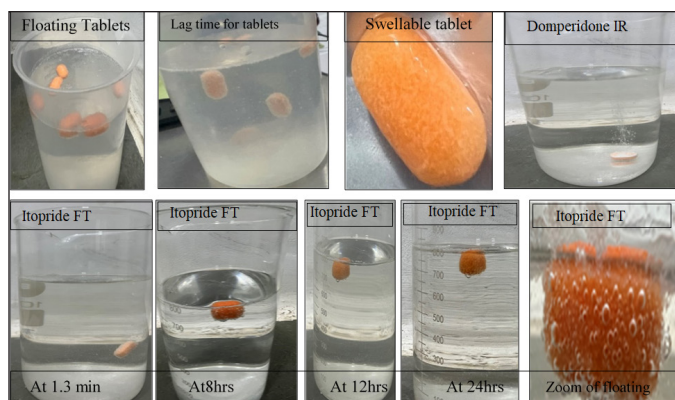 Floating Tablets
Lag time for tablets
Swellable tablet
Domperidone IR
Itopride FT
Itopride FT
Itopride FT
Itopride FT
Itopride FT
At 1.3 min
At8hrs
At 12hrs
At 24hrs
Zoom of floating